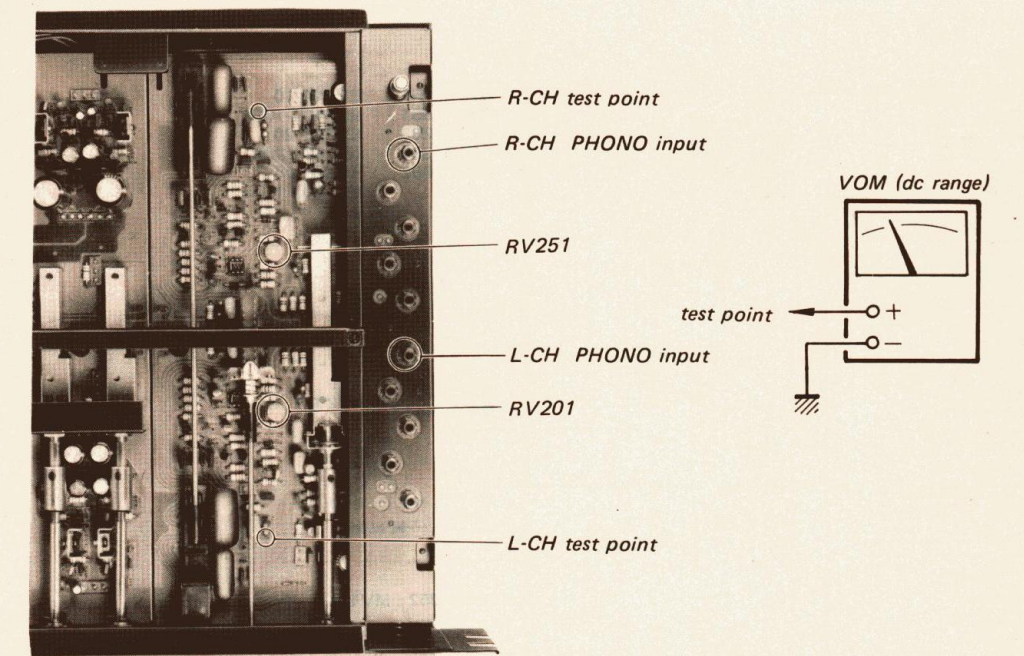 R-CH test point
R-CH PHONO input
VOM (dc range)
RV251
test point
+
−
L-CH PHONO input
RV201
L-CH test point